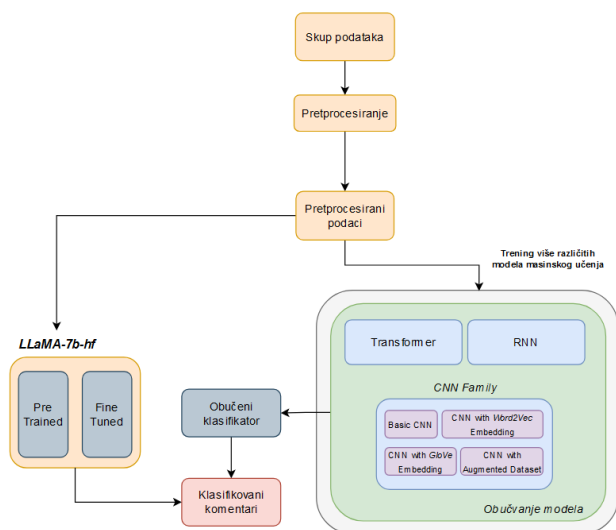 Skup podataka
Pretprocesiranje
Pretprocesirani
podaci
Trening više različitih
modela masinskog učenja
LLaMA-7b-hf
Pre
Trained
Fine
Tuned
Transformer
RNN
CNN Family
Basic CNN
CNN with Word2Vec
Embedding
CNN with GloVe
Embedding
CNN with
Augmented Dataset
Obučvanje modela
Obučeni
klasifikator
Klasifikovani
komentari